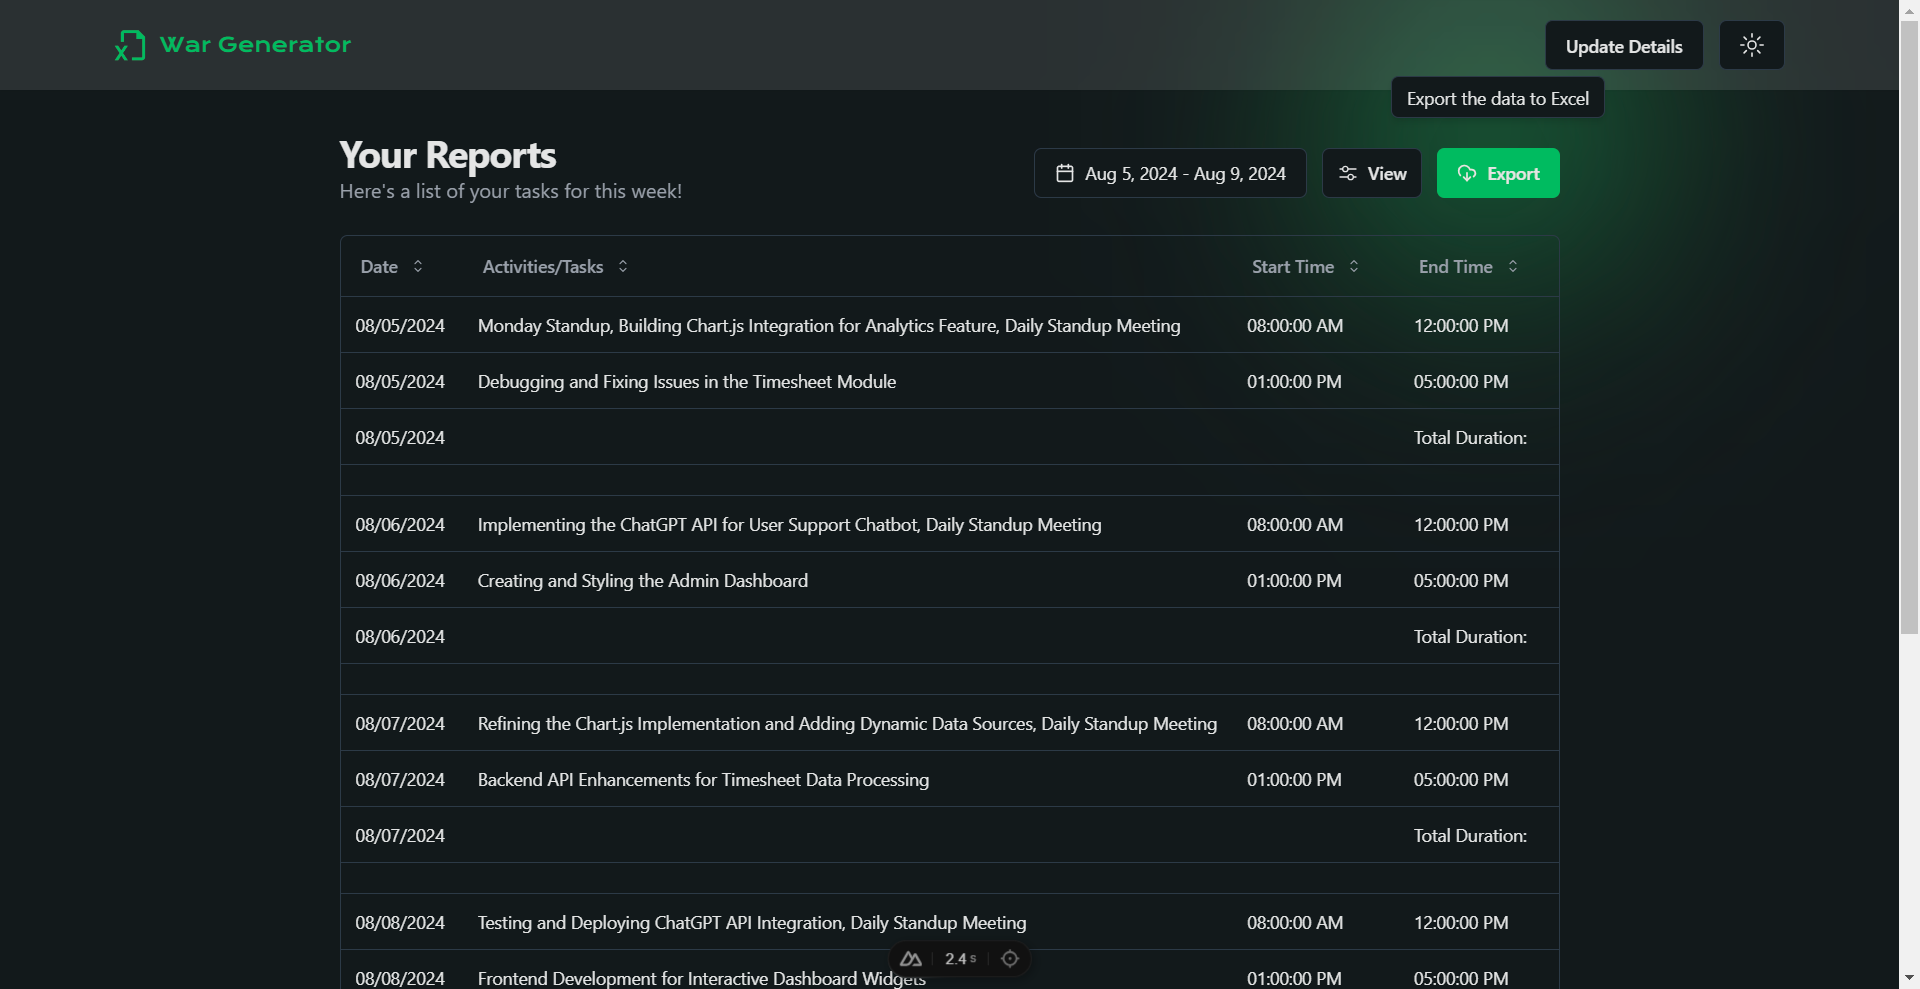 War Generator
Update Details
Export the data to Excel
Your Reports
Here's a list of your tasks for this week!
Aug 5, 2024 - Aug 9, 2024
View
Export
Date Activities/Tasks Start Time End Time
08/05/2024 Monday Standup, Building Chart.js Integration for Analytics Feature, Daily Standup Meeting 08:00:00 AM 12:00:00 PM
08/05/2024 Debugging and Fixing Issues in the Timesheet Module 01:00:00 PM 05:00:00 PM
08/05/2024 Total Duration:
08/06/2024 Implementing the ChatGPT API for User Support Chatbot, Daily Standup Meeting 08:00:00 AM 12:00:00 PM
08/06/2024 Creating and Styling the Admin Dashboard 01:00:00 PM 05:00:00 PM
08/06/2024 Total Duration:
08/07/2024 Refining the Chart.js Implementation and Adding Dynamic Data Sources, Daily Standup Meeting 08:00:00 AM 12:00:00 PM
08/07/2024 Backend API Enhancements for Timesheet Data Processing 01:00:00 PM 05:00:00 PM
08/07/2024 Total Duration:
08/08/2024 Testing and Deploying ChatGPT API Integration, Daily Standup Meeting 08:00:00 AM 12:00:00 PM
2.4 s
08/08/2024 Frontend Development for Interactive Dashboard Widgets 01:00:00 PM 05:00:00 PM